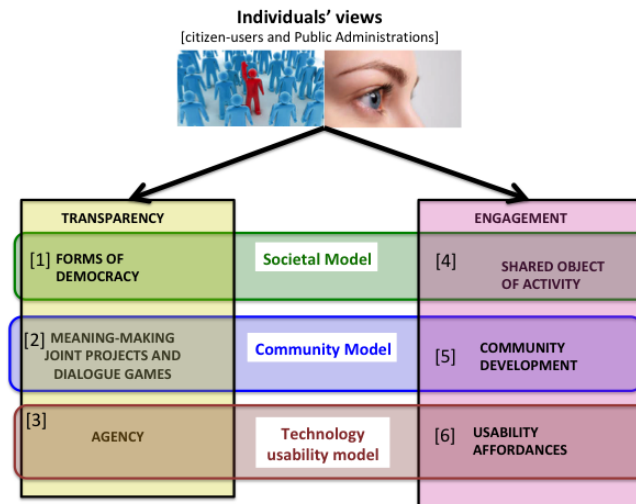 Individuals' views
[citizen-users and Public Administrations]
TRANSPARENCY
ENGAGEMENT
[1] FORMS OF
DEMOCRACY
Societal Model
[4]
SHARED OBJECT
OF ACTIVITY
[2] MEANING-MAKING
JOINT PROJECTS AND
DIALOGUE GAMES
Community Model
[5] COMMUNITY
DEVELOPMENT
[3]
AGENCY
Technology
usability model
[6] USABILITY
AFFORDANCES